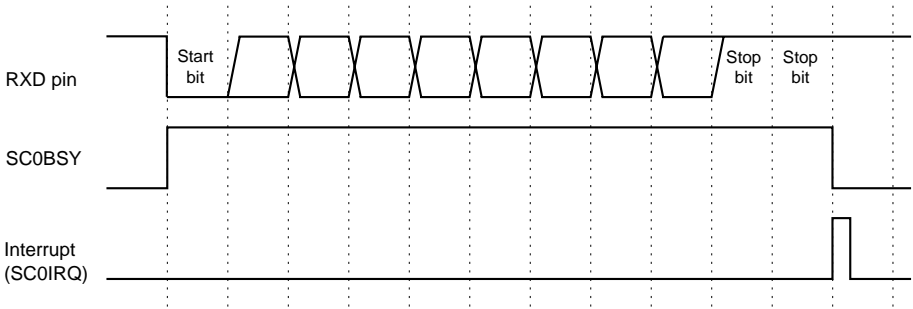 RXD pin
Start
bit
Stop
bit
Stop
bit
SC0BSY
Interrupt
(SC0IRQ)